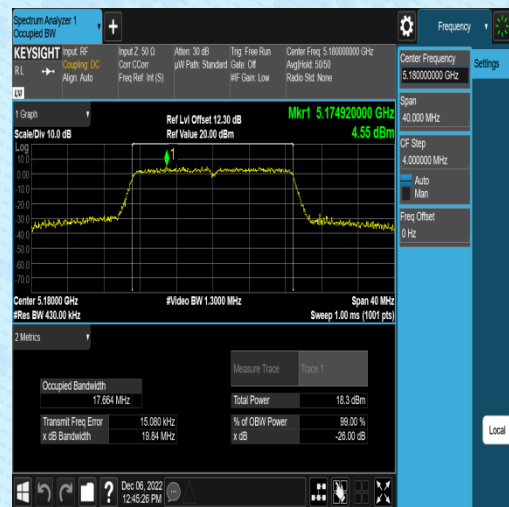 Spectrum Analyzer 1
Occupied BW
+
Frequency
KEYSIGHT
Input: RF
Input Z: 50 Ω
Atten: 30 dB
Trig: Free Run
Center Freq: 5.180000000 GHz
RL
Coupling: DC
Corr CCorr
µW Path: Standard
Gate: Off
Avg|Hold: 50/50
Align: Auto
Freq Ref: Int (S)
#IF Gain: Low
Radio Std: None
LXI
1 Graph
Ref Lvl Offset 12.30 dB
Mkr1 5.174920000 GHz
Scale/Div 10.0 dB
Ref Value 20.00 dBm
4.55 dBm
Log
1
10.0
0.00
-10.0
-20.0
-30.0
-40.0
-50.0
-60.0
-70.0
Center 5.18000 GHz
#Video BW 1.3000 MHz
Span 40 MHz
#Res BW 430.00 kHz
Sweep 1.00 ms (1001 pts)
2 Metrics
Measure Trace
Trace 1
Occupied Bandwidth
17.664 MHz
Total Power
18.3 dBm
Transmit Freq Error
15.080 kHz
% of OBW Power
99.00 %
x dB Bandwidth
19.84 MHz
x dB
-26.00 dB
?
Dec 06, 2022
12:45:26 PM
Center Frequency
5.180000000 GHz
Settings
Span
40.000 MHz
CF Step
4.000000 MHz
Auto
Man
Freq Offset
0 Hz
Local